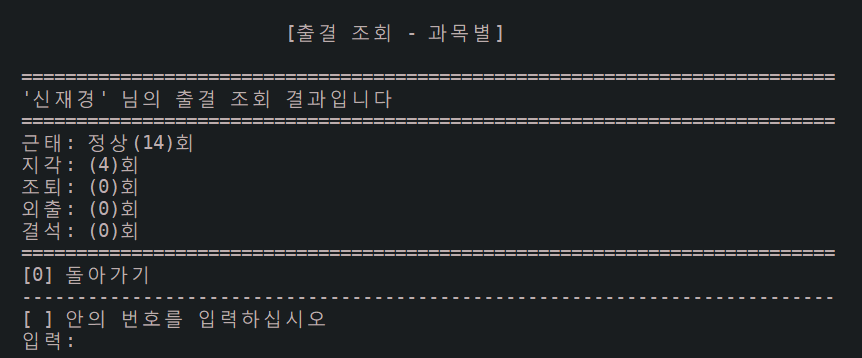 [출결 조회 - 과목별]
==========================================================================
'신재경' 님의 출결 조회 결과입니다
==========================================================================
근태: 정상(14)회
지각: (4)회
조퇴: (0)회
외출: (0)회
결석: (0)회
==========================================================================
[0] 돌아가기
--------------------------------------------------------------------------
[ ] 안의 번호를 입력하십시오
입력: